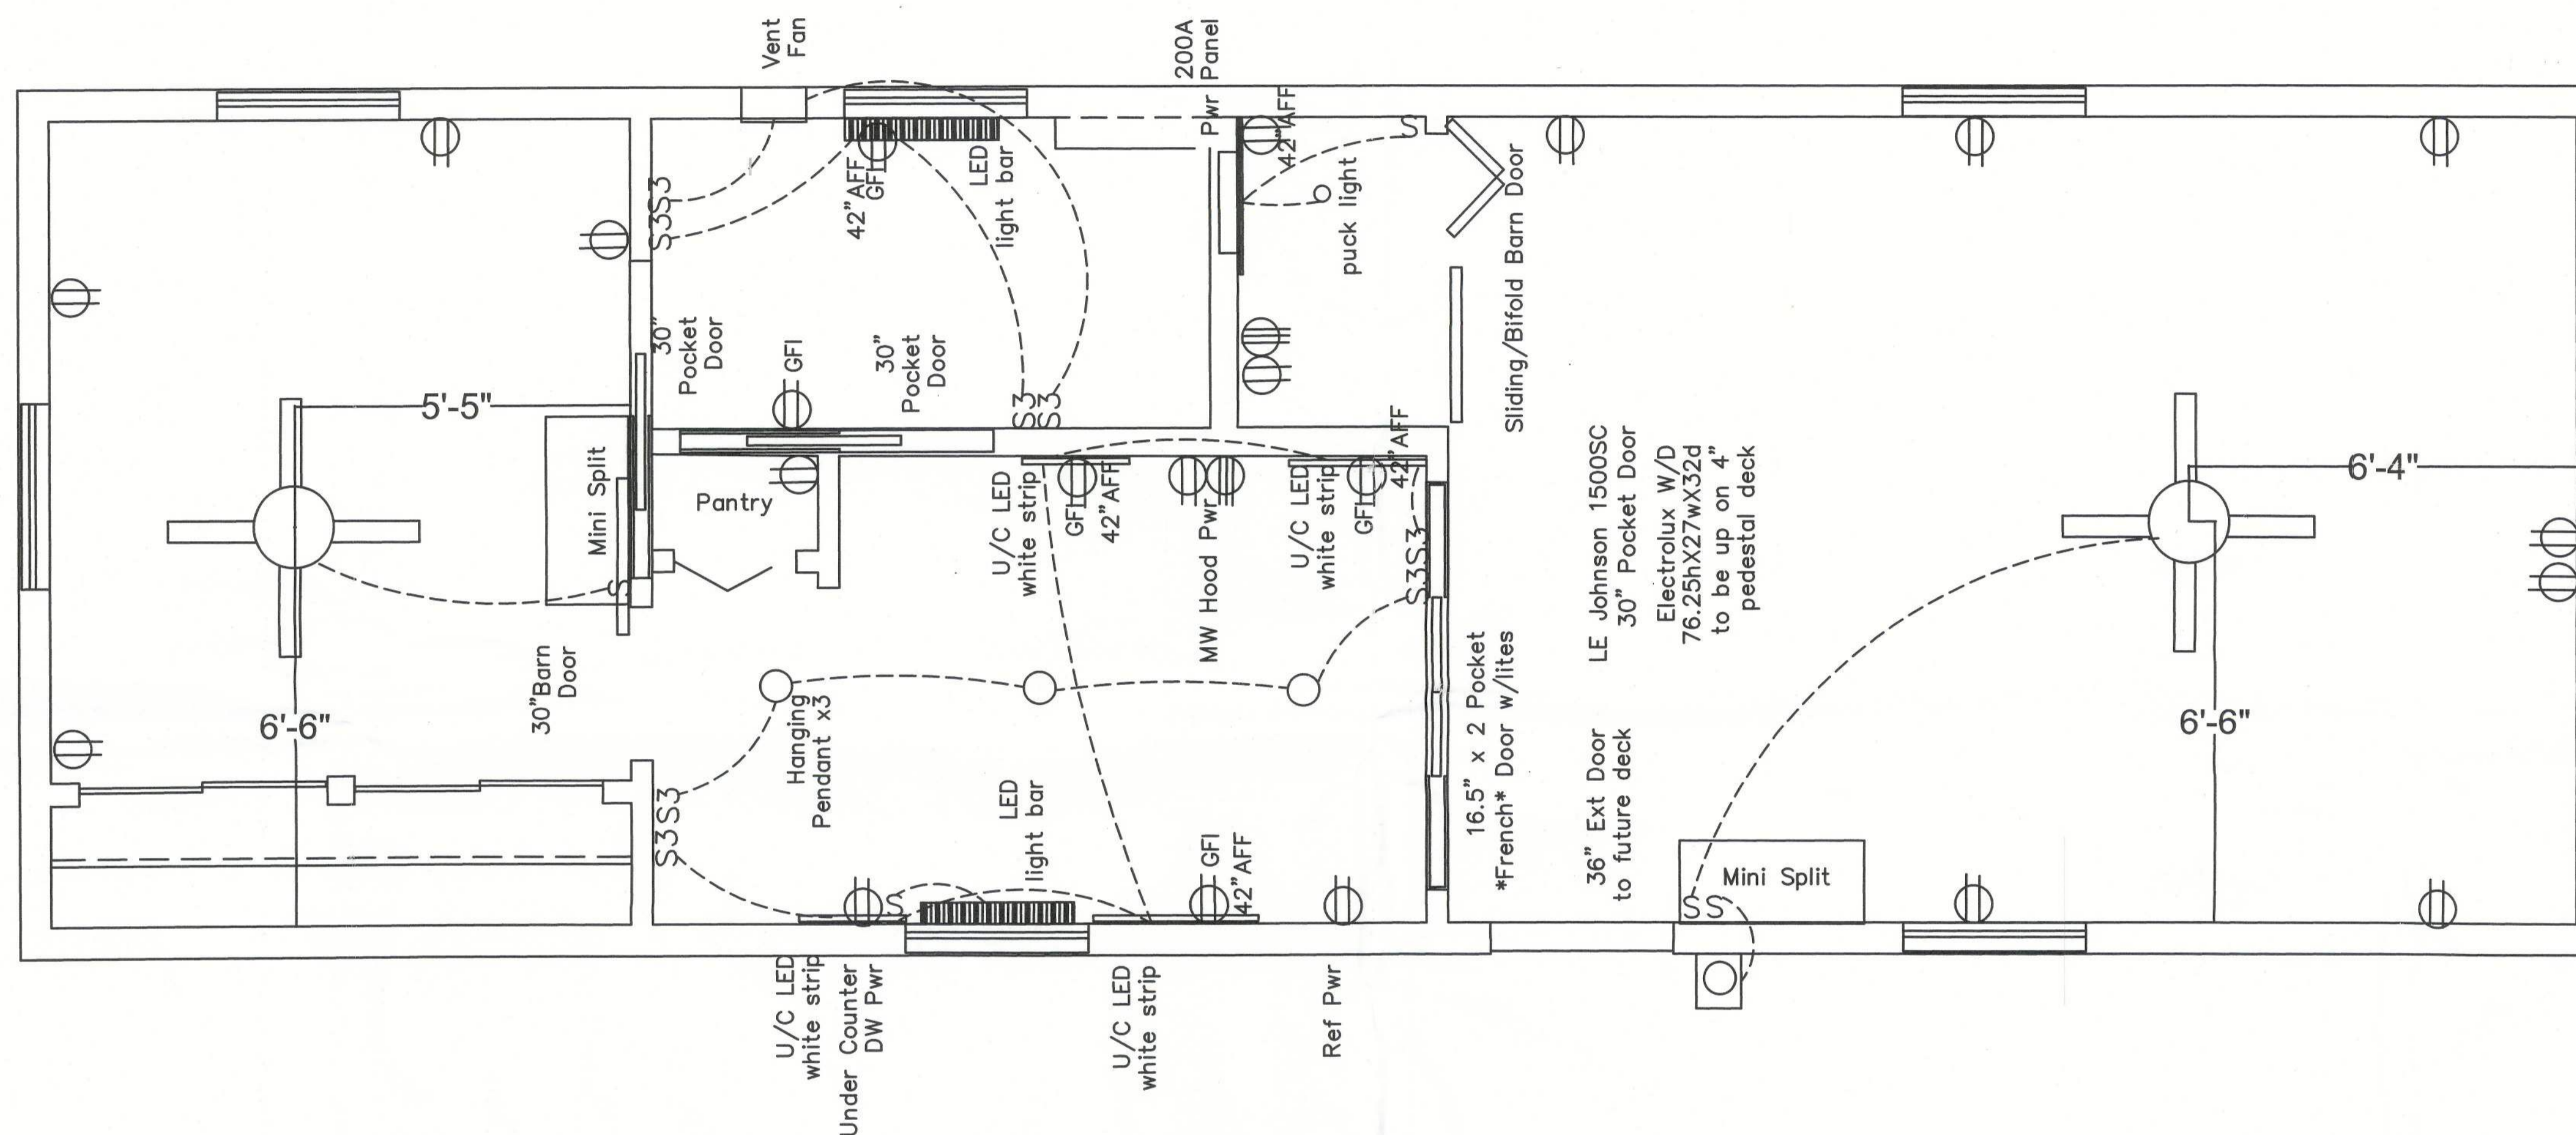 Vent
Fan
200A
Panel
Pwr
42"AFF
S
S3S3
S3
42"AFF
GFI
LED
light bar
puck light
Sliding/Bifold Barn Door
30"
Pocket
Door
GFI
30"
Pocket
Door
S3
S3
5'-5"
Mini Split
S
Pantry
U/C LED
white strip
GFI
42"AFF
MW Hood Pwr
U/C LED
white strip
GFI
42"AFF
S3S3
LE Johnson 1500SC
30" Pocket Door
Electrolux W/D
76.25hX27wX32d
to be up on 4"
pedestal deck
6'-4"
6'-6"
30"Barn
Door
Hanging
Pendant x3
S3S3
LED
light bar
S
GFI
42"AFF
16.5" x 2 Pocket
*French* Door w/lites
36" Ext Door
to future deck
Mini Split
SS
6'-6"
U/C LED
white strip
Under Counter
DW Pwr
U/C LED
white strip
Ref Pwr